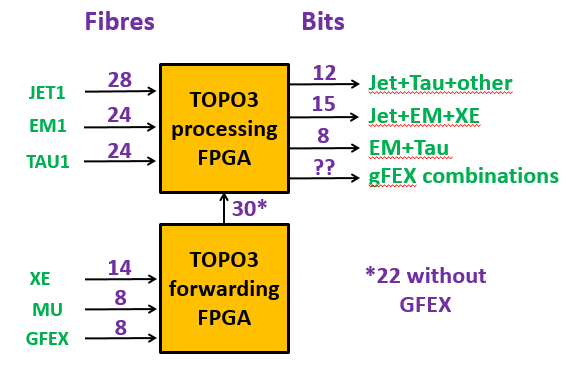 Fibres Bits
JET1 28
EM1 24
TAU1 24
TOPO3
processing
FPGA
12 Jet+Tau+other
15 Jet+EM+XE
8 EM+Tau
?? gFEX combinations
30*
XE 14
MU 8
GFEX 8
TOPO3
forwarding
FPGA
*22 without
GFEX